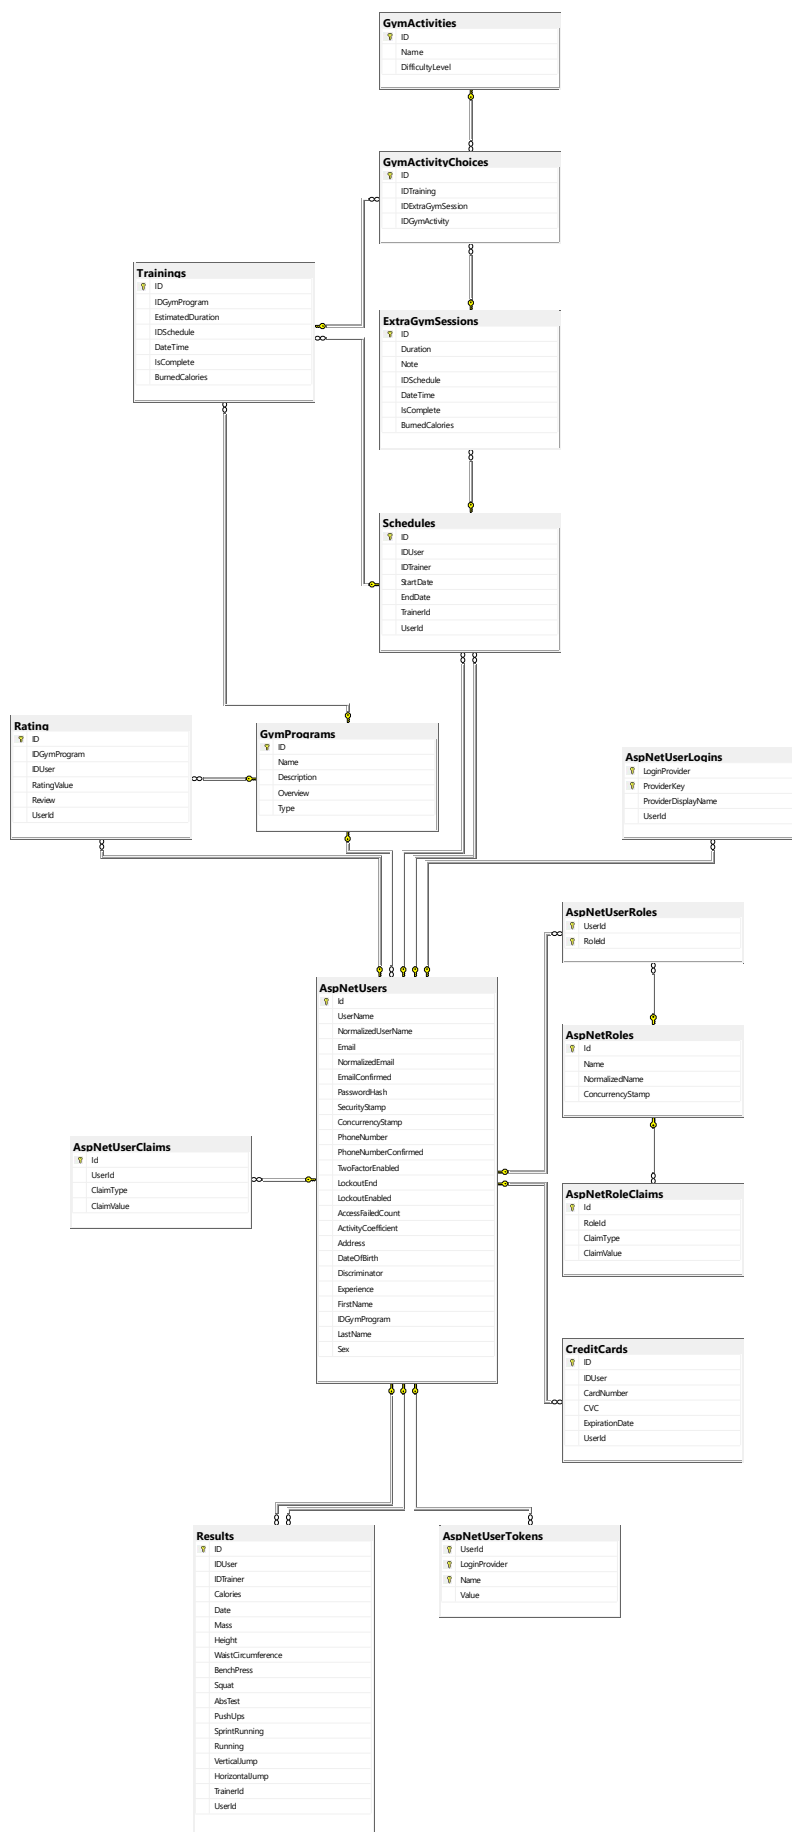 GymActivities
ID
Name
DifficultyLevel
GymActivityChoices
ID
IDTraining
IDExtraGymSession
IDGymActivity
Trainings
ID
IDGymProgram
EstimatedDuration
IDSchedule
DateTime
IsComplete
BurnedCalories
ExtraGymSessions
ID
Duration
Note
IDSchedule
DateTime
IsComplete
BurnedCalories
Schedules
ID
IDUser
IDTrainer
StartDate
EndDate
TrainerId
UserId
Rating
ID
IDGymProgram
IDUser
RatingValue
Review
UserId
GymPrograms
ID
Name
Description
Overview
Type
AspNetUserLogins
LoginProvider
ProviderKey
ProviderDisplayName
UserId
AspNetUserRoles
UserId
RoleId
AspNetUsers
Id
UserName
NormalizedUserName
Email
NormalizedEmail
EmailConfirmed
PasswordHash
SecurityStamp
ConcurrencyStamp
PhoneNumber
PhoneNumberConfirmed
TwoFactorEnabled
LockoutEnd
LockoutEnabled
AccessFailedCount
ActivityCoefficient
Address
DateOfBirth
Discriminator
Experience
FirstName
IDGymProgram
LastName
Sex
AspNetRoles
Id
Name
NormalizedName
ConcurrencyStamp
AspNetUserClaims
Id
UserId
ClaimType
ClaimValue
AspNetRoleClaims
Id
RoleId
ClaimType
ClaimValue
CreditCards
ID
IDUser
CardNumber
CVC
ExpirationDate
UserId
Results
ID
IDUser
IDTrainer
Calories
Date
Mass
Height
WaistCircumference
BenchPress
Squat
AbsTest
PushUps
SprintRunning
Running
VerticalJump
HorizontalJump
TrainerId
UserId
AspNetUserTokens
UserId
LoginProvider
Name
Value